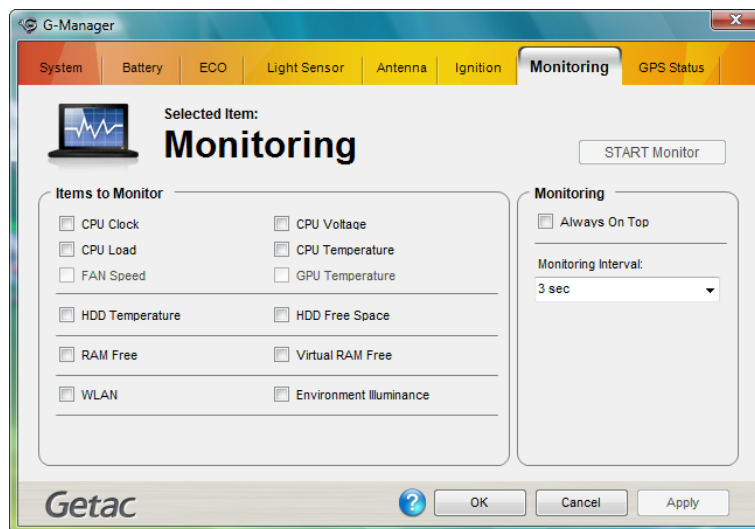 G-Manager
System Battery ECO Light Sensor Antenna Ignition Monitoring GPS Status
Selected Item:
Monitoring
START Monitor
Items to Monitor
CPU Clock CPU Voltage
CPU Load CPU Temperature
FAN Speed GPU Temperature
HDD Temperature HDD Free Space
RAM Free Virtual RAM Free
WLAN Environment Illuminance
Monitoring
Always On Top
Monitoring Interval:
3 sec
Getac
? OK Cancel Apply